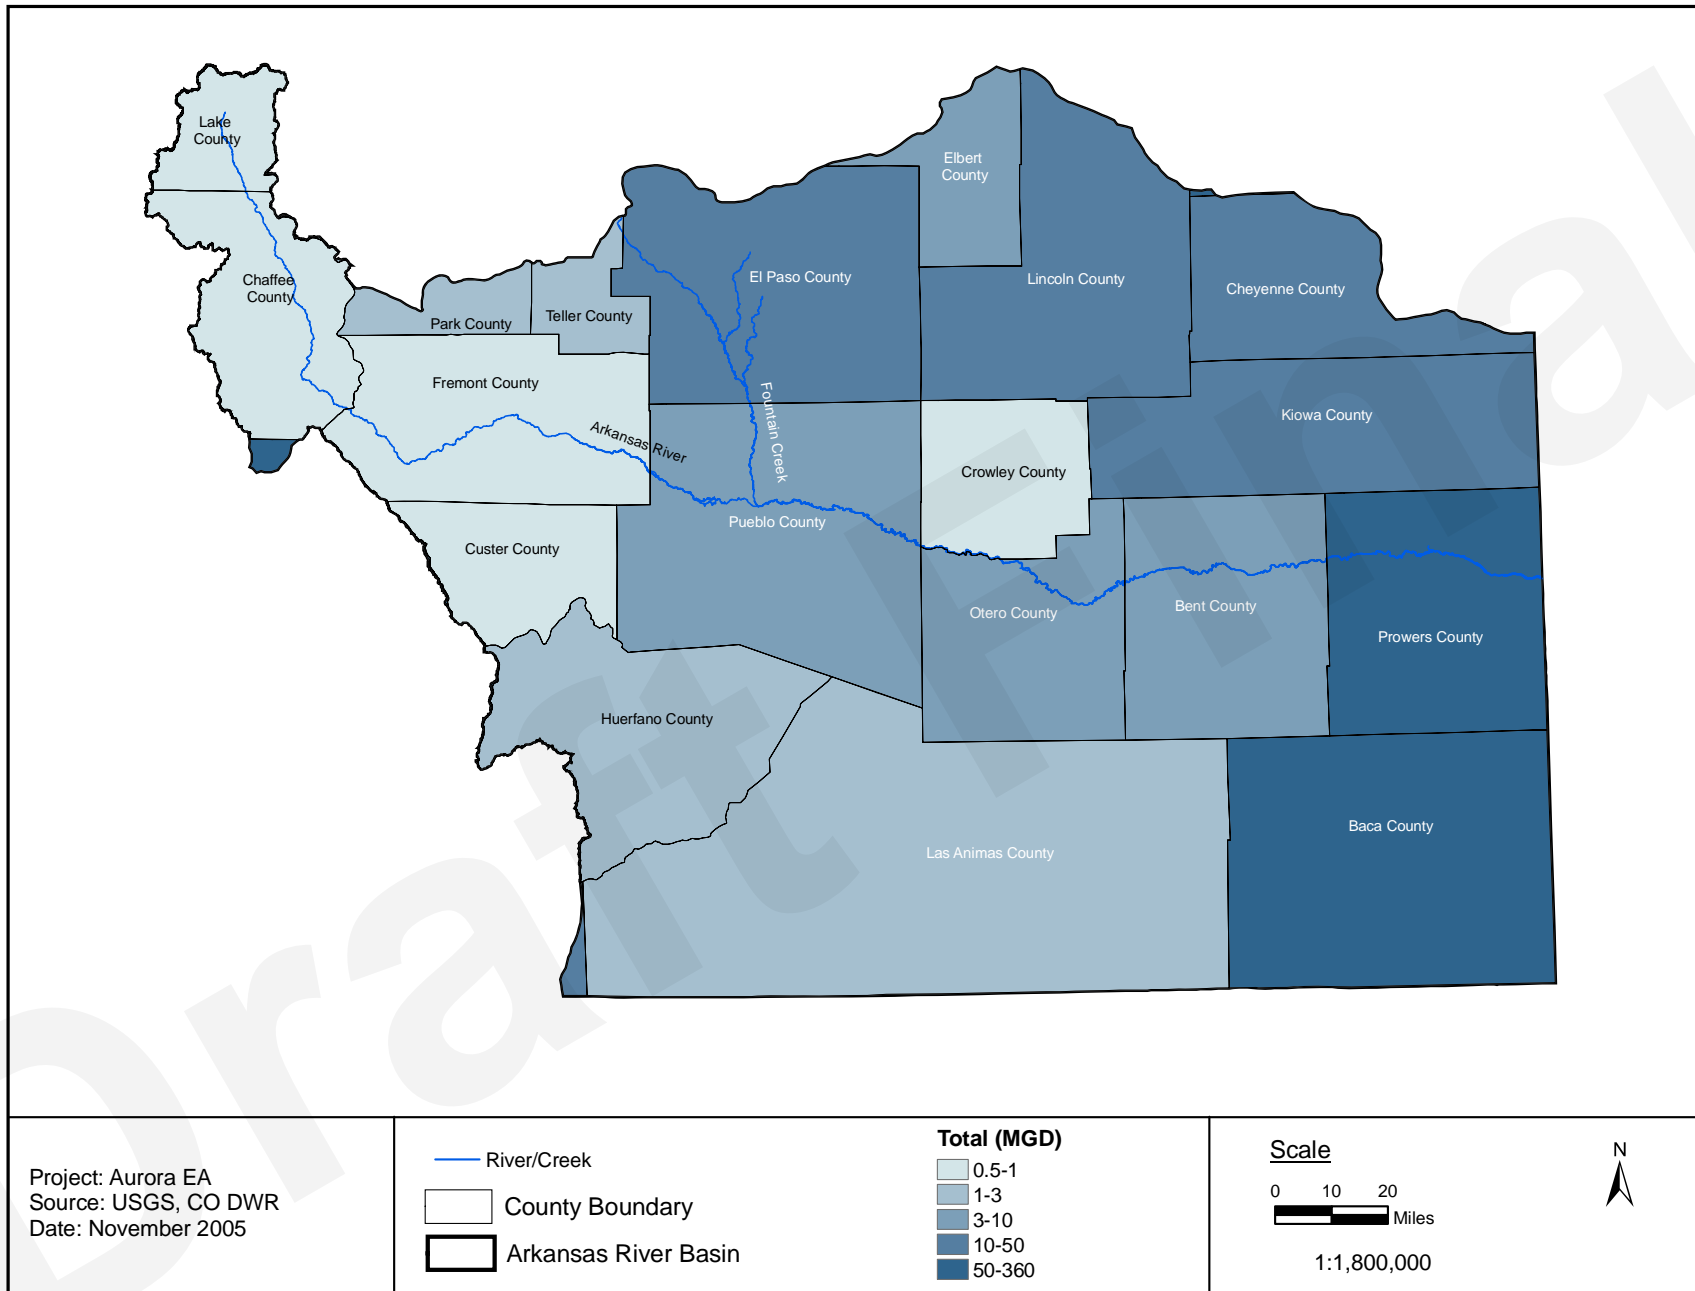 Lake
County
Elbert
County
El Paso County
Lincoln County
Cheyenne County
Chaffee
County
Park County
Teller County
Fremont County
Fountain Creek
Kiowa County
Arkansas River
Crowley County
Pueblo County
Custer County
Otero County
Bent County
Prowers County
Huerfano County
Las Animas County
Baca County
Draft Final
Project: Aurora EA
Source: USGS, CO DWR
Date: November 2005
River/Creek
County Boundary
Arkansas River Basin
Total (MGD)
0.5-1
1-3
3-10
10-50
50-360
Scale
0 10 20
Miles
1:1,800,000
N